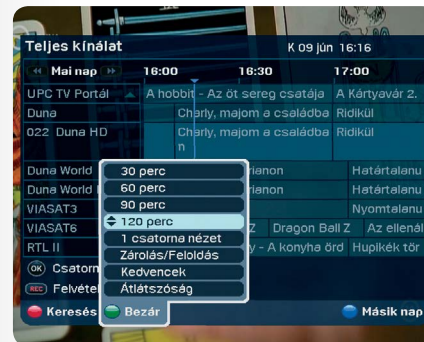 Teljes kínálat K 09 jún 16:16
Mai nap 16:00 16:30 17:00
UPC TV Portál A hobbit - Az öt sereg csatája A Kártyavár 2.
Duna Charly, majom a családba Ridikül
022 Duna HD Charly, majom a családba Ridikül
n
Duna World rianon Határtalanu
Duna World rianon Határtalanu
VIASAT3 Nyomtalanu
VIASAT6 Z Dragon Ball Z Az ellenál
RTL II y - A konyha örd Huplkék tör
30 perc
60 perc
90 perc
120 perc
1 csatorna nézet
Zárolás/Feloldás
Kedvencek
Átlátszóság
OK Csatorn
REC Felvétel
Keresés Bezár Másik nap